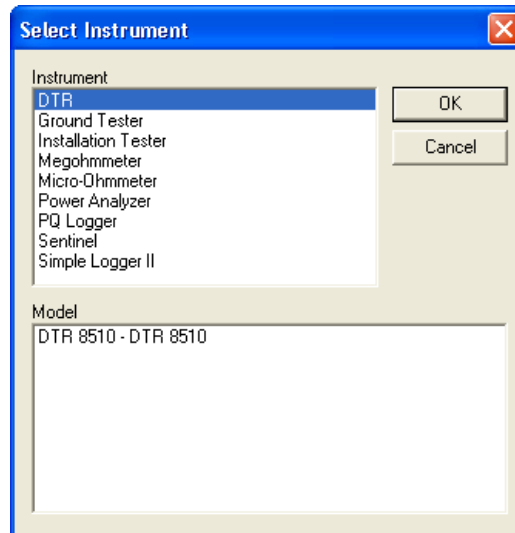 Select Instrument
Instrument
DTR
Ground Tester
Installation Tester
Megohmmeter
Micro-Ohmmeter
Power Analyzer
PQ Logger
Sentinel
Simple Logger II
OK
Cancel
Model
DTR 8510 - DTR 8510